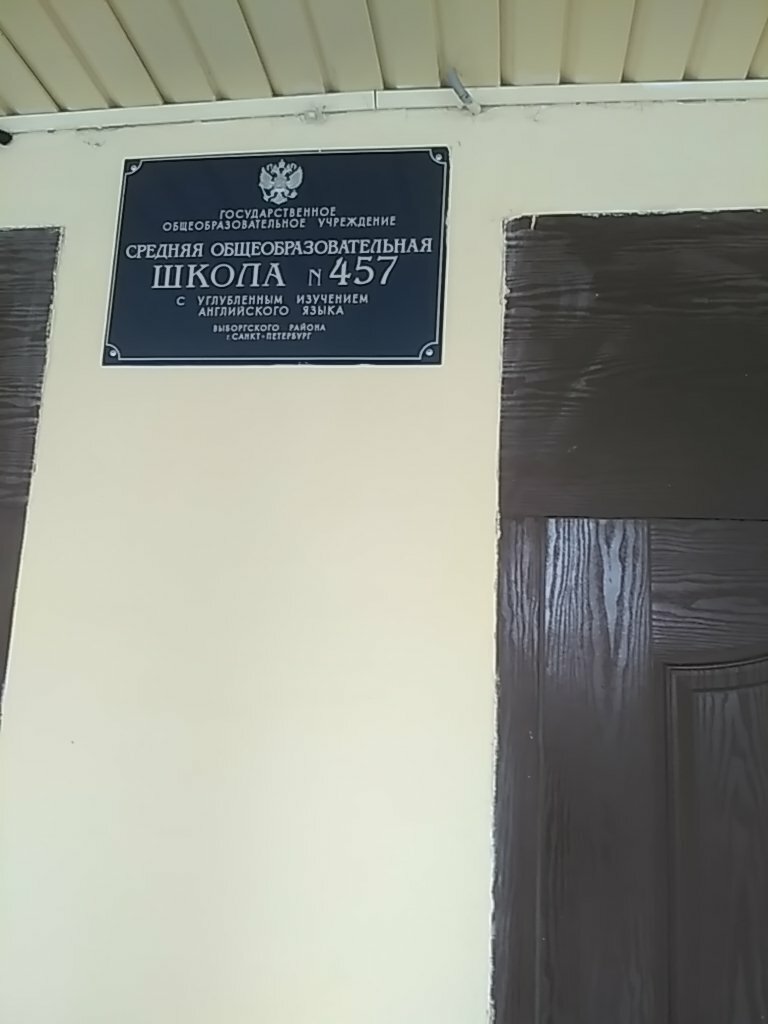 ГОСУДАРСТВЕННОЕ
ОБЩЕОБРАЗОВАТЕЛЬНОЕ УЧРЕЖДЕНИЕ
СРЕДНЯЯ ОБЩЕОБРАЗОВАТЕЛЬНАЯ
ШКОЛА N 457
С УГЛУБЛЕННЫМ ИЗУЧЕНИЕМ
АНГЛИЙСКОГО ЯЗЫКА
ВЫБОРГСКОГО РАЙОНА
г. САНКТ-ПЕТЕРБУРГ